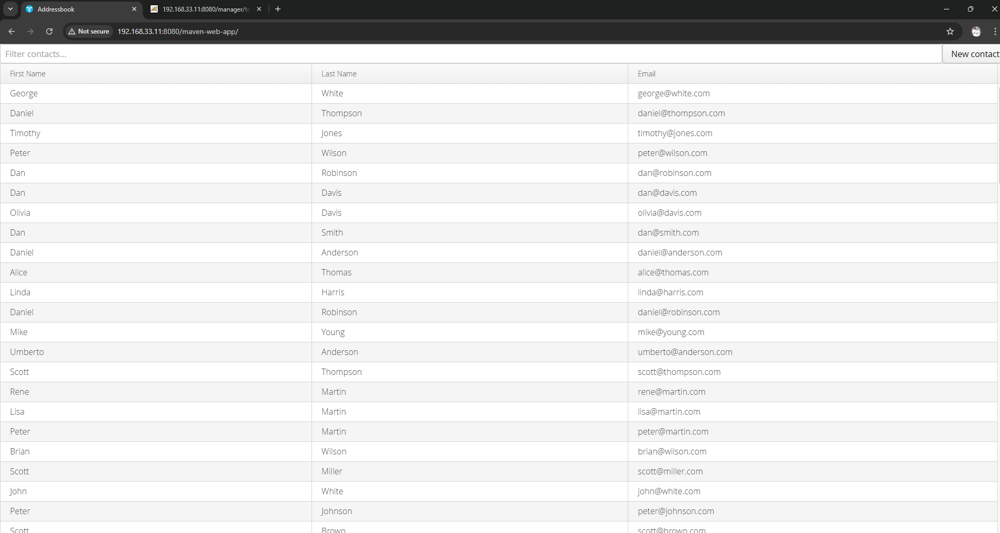 Addressbook
192.168.33.11:8080/manager/te
Not secure
192.168.33.11:8080/maven-web-app/
Filter contacts...
New contact
First Name Last Name Email
George White george@white.com
Daniel Thompson daniel@thompson.com
Timothy Jones timothy@jones.com
Peter Wilson peter@wilson.com
Dan Robinson dan@robinson.com
Dan Davis dan@davis.com
Olivia Davis olivia@davis.com
Dan Smith dan@smith.com
Daniel Anderson daniel@anderson.com
Alice Thomas alice@thomas.com
Linda Harris linda@harris.com
Daniel Robinson daniel@robinson.com
Mike Young mike@young.com
Umberto Anderson umberto@anderson.com
Scott Thompson scott@thompson.com
Rene Martin rene@martin.com
Lisa Martin lisa@martin.com
Peter Martin peter@martin.com
Brian Wilson brian@wilson.com
Scott Miller scott@miller.com
John White john@white.com
Peter Johnson peter@johnson.com
Scott Brown scott@brown.com